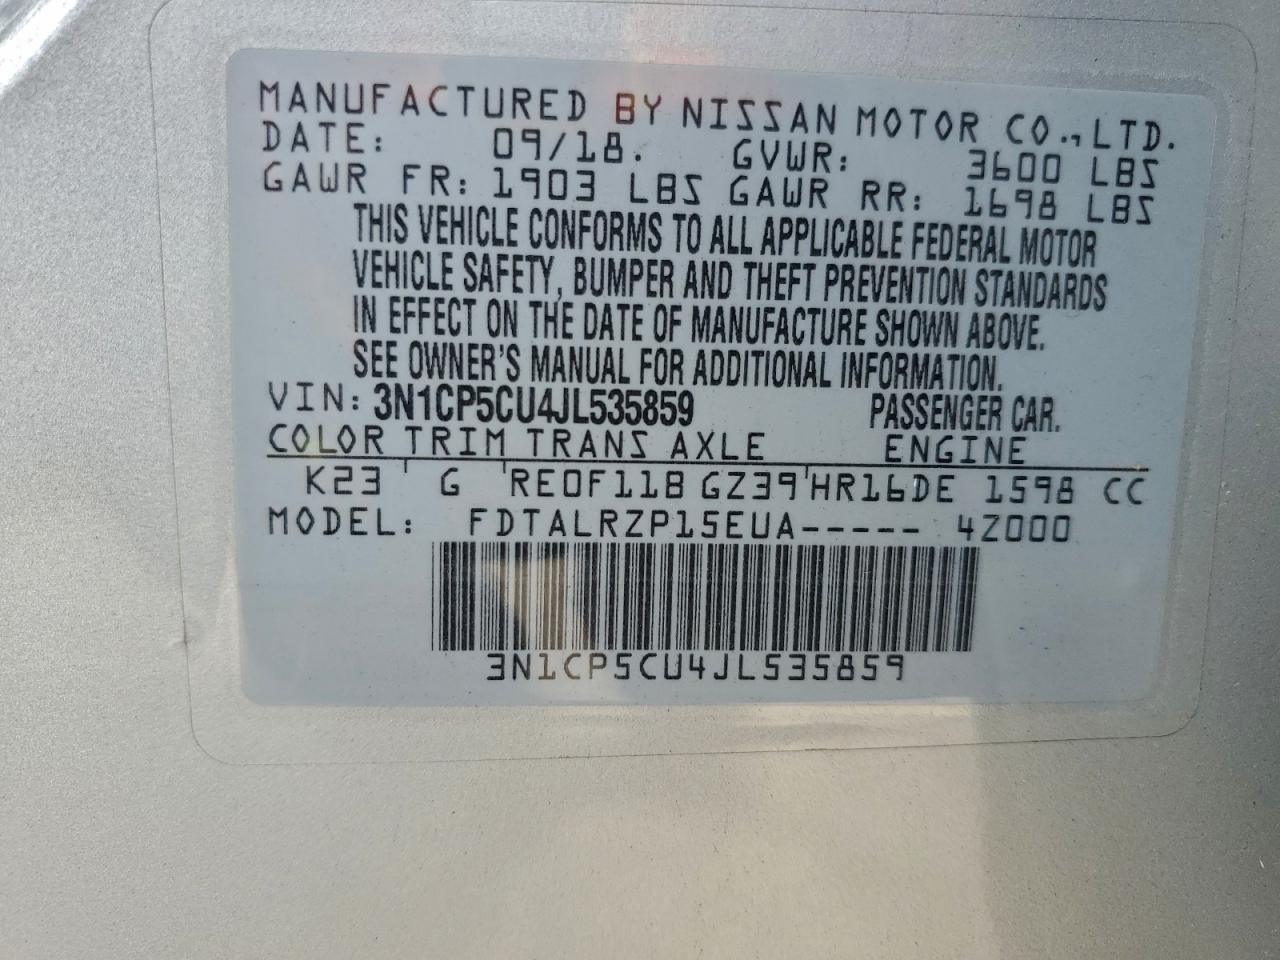 MANUFACTURED BY NISSAN MOTOR CO., LTD.
DATE: 09/18. GVWR: 3600 LBS
GAWR FR: 1903 LBS GAWR RR: 1698 LBS
THIS VEHICLE CONFORMS TO ALL APPLICABLE FEDERAL MOTOR
VEHICLE SAFETY, BUMPER AND THEFT PREVENTION STANDARDS
IN EFFECT ON THE DATE OF MANUFACTURE SHOWN ABOVE.
SEE OWNER'S MANUAL FOR ADDITIONAL INFORMATION.
VIN: 3N1CP5CU4JL535859 PASSENGER CAR.
COLOR TRIM TRANS AXLE ENGINE
K23 G RE0F11B GZ39 HR16DE 1598 CC
MODEL: FDTALRZP15EUA----- 4Z000
3N1CP5CU4JL535859